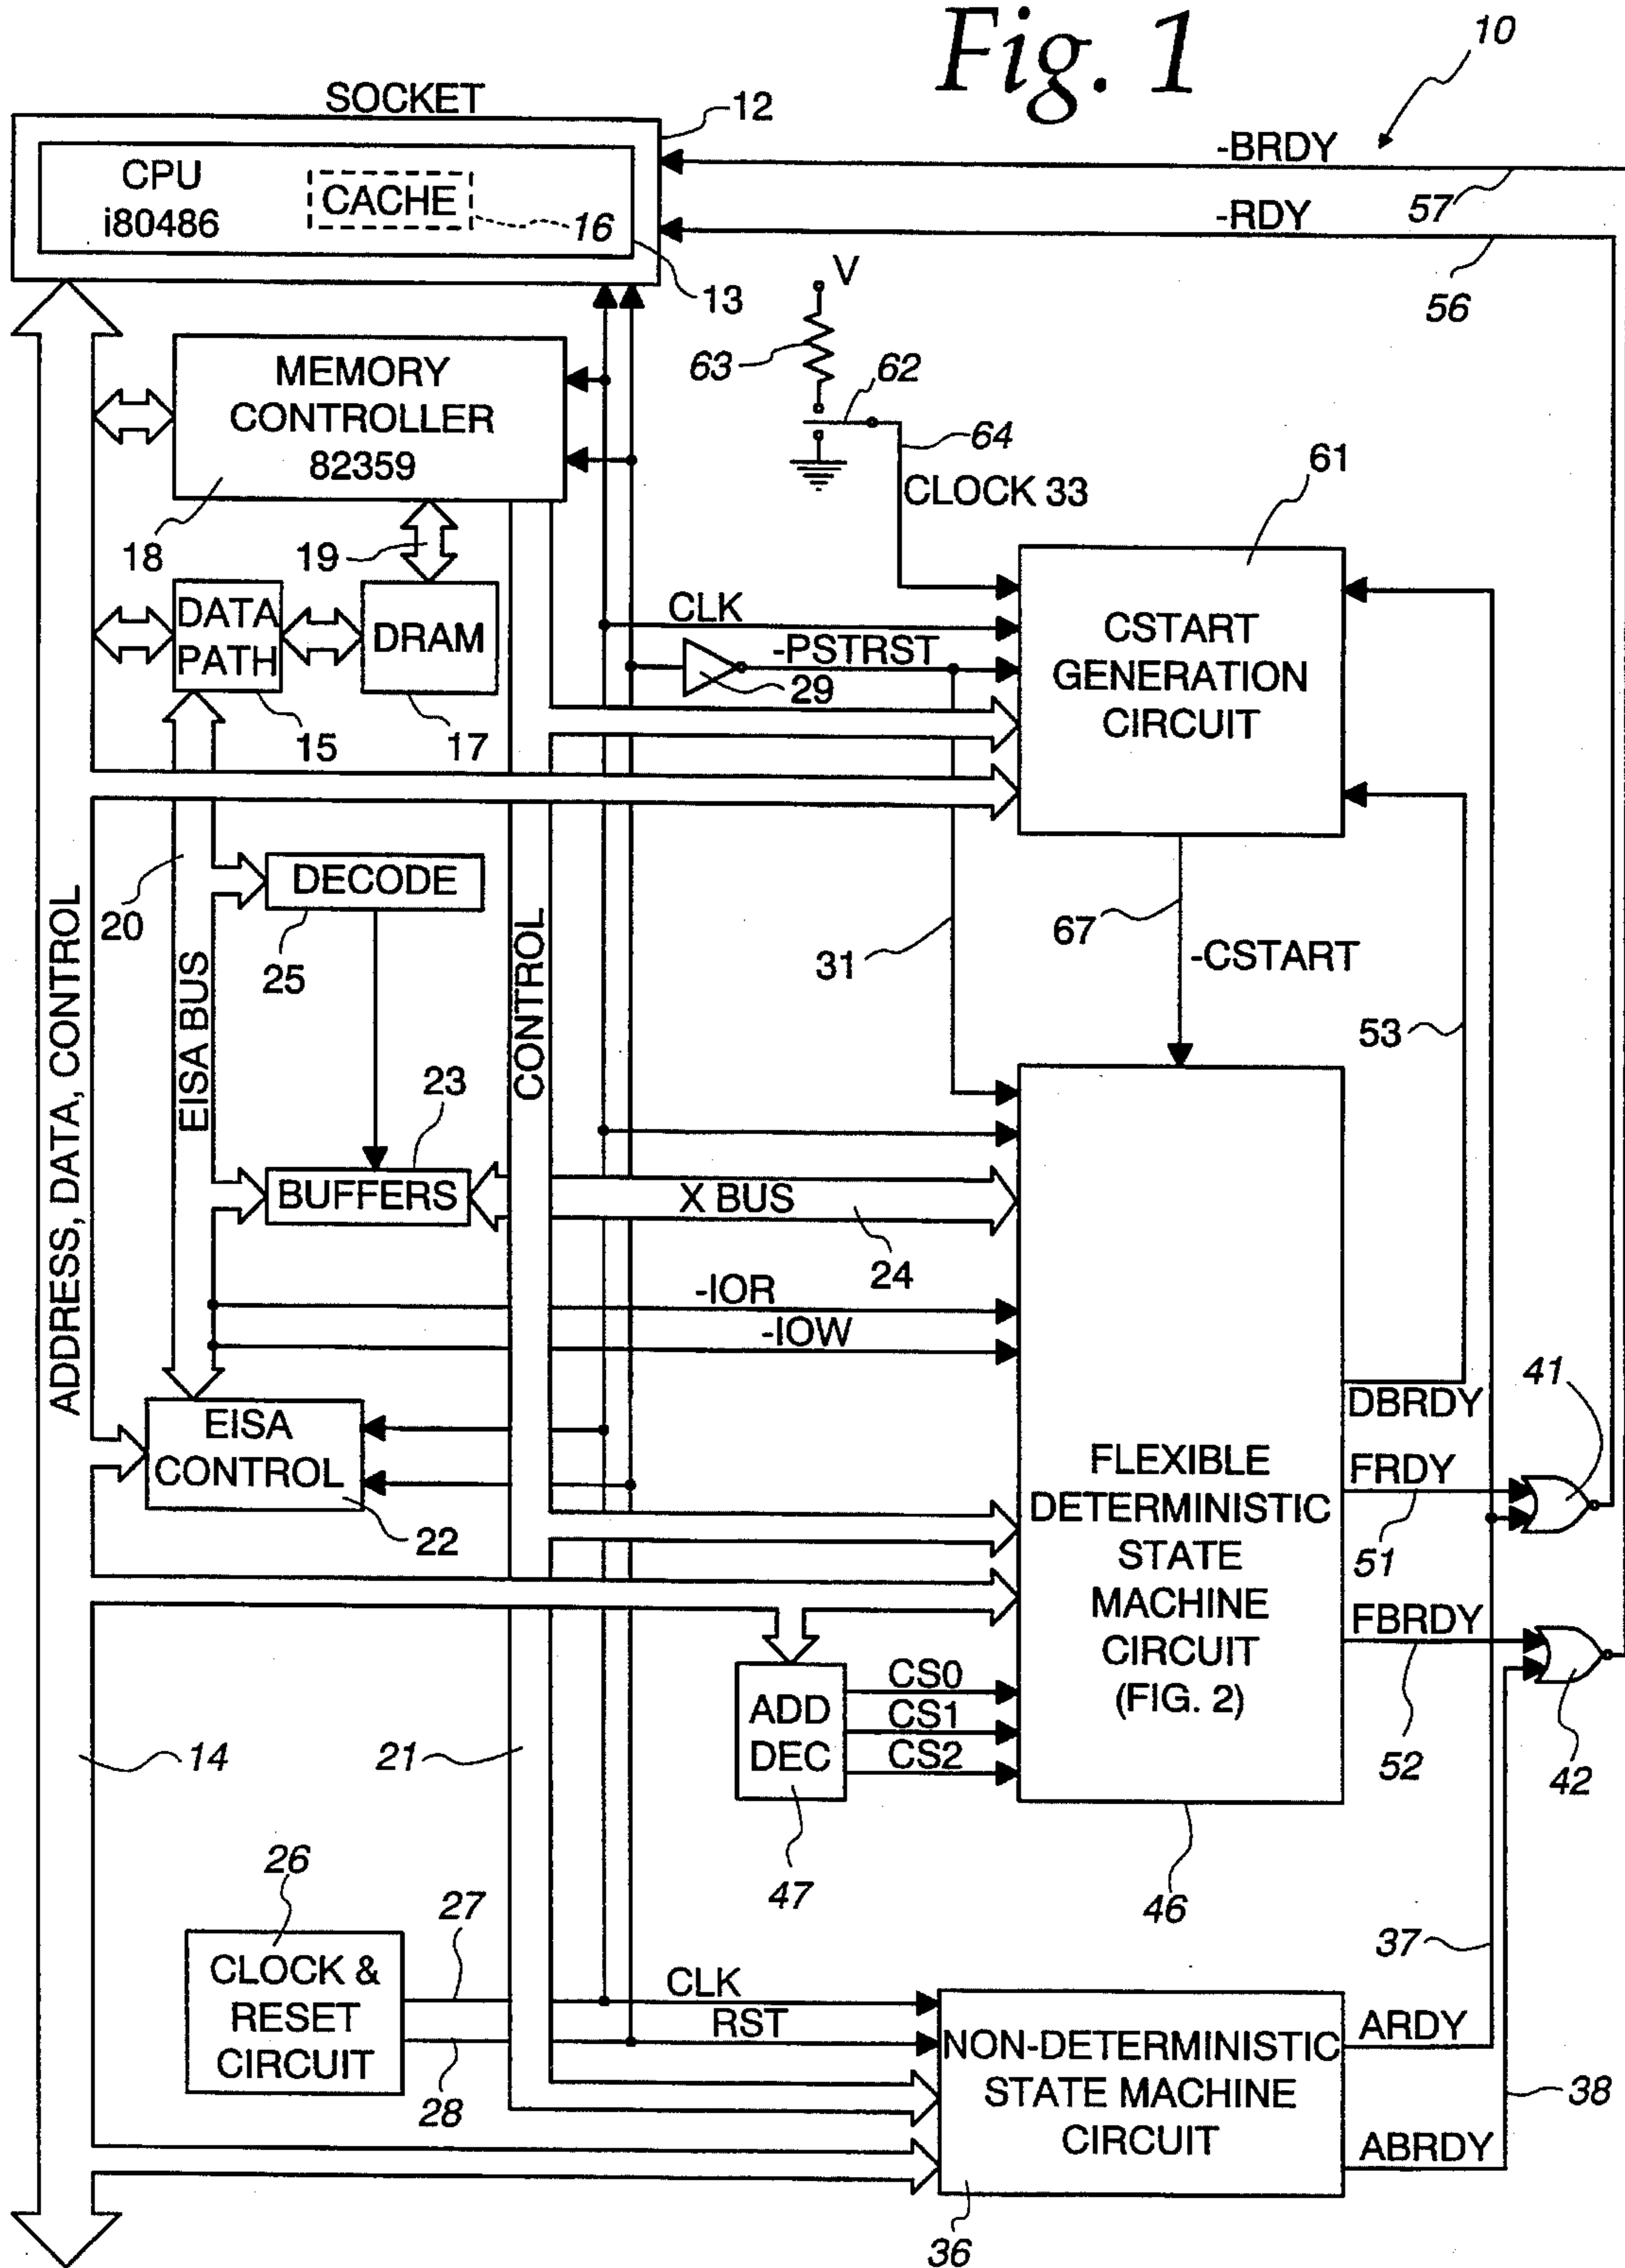 Fig. 1
10
SOCKET
12
CPU
i80486
CACHE
16
13
-BRDY
57
-RDY
56
V
63
62
64
CLOCK 33
MEMORY
CONTROLLER
82359
18
19
DATA
PATH
15
DRAM
17
CLK
-PSTRST
29
61
CSTART
GENERATION
CIRCUIT
20
DECODE
25
31
67
-CSTART
53
ADDRESS, DATA, CONTROL
EISA BUS
CONTROL
23
BUFFERS
X BUS
24
-IOR
-IOW
EISA
CONTROL
22
DBRDY
41
FRDY
51
FLEXIBLE
DETERMINISTIC
STATE
MACHINE
CIRCUIT
(FIG. 2)
FBRDY
52
42
ADD
DEC
CS0
CS1
CS2
47
46
14
21
26
CLOCK &
RESET
CIRCUIT
27
28
CLK
RST
37
NON-DETERMINISTIC
STATE MACHINE
CIRCUIT
ARDY
38
ABRDY
36